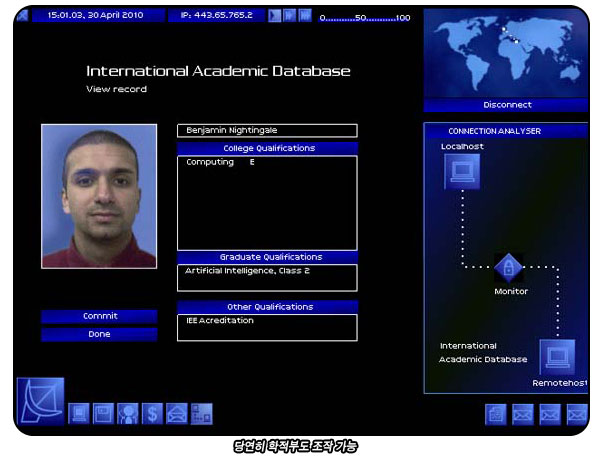 15:01.03, 30 April 2010
IP: 443.65.765.2
0...........50...........100
International Academic Database
View record
Disconnect
Benjamin Nightingale
College Qualifications
Computing E
Graduate Qualifications
Artificial Intelligence, Class 2
Other Qualifications
IEE Acreditation
Commit
Done
CONNECTION ANALYSER
Localhost
Monitor
International
Academic Database
Remotehost
당연히 학적부도 조작 가능